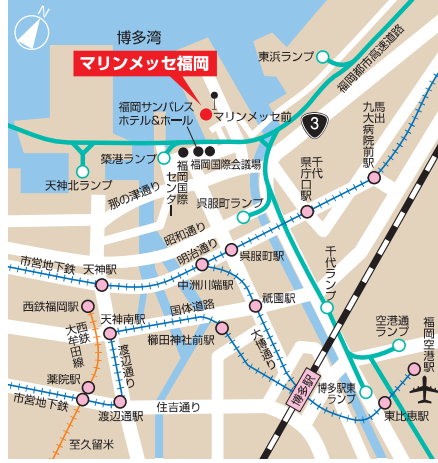 N
博多湾
マリンメッセ福岡
東浜ランプ
福岡都市高速道路
福岡サンパレス
ホテル&ホール
マリンメッセ前
3
馬出
九大病院前駅
築港ランプ
福岡国際
センター
福岡国際会議場
千代
県庁口駅
天神北ランプ
那の津通り
呉服町ランプ
昭和通り
明治通り
呉服町駅
千代ランプ
市営地下鉄
天神駅
中洲川端駅
西鉄福岡駅
国体道路
祇園駅
天神南駅
櫛田神社前駅
大博通り
空港通
ランプ
福岡空港駅
西鉄
大牟田線
渡辺通り
薬院駅
博多駅
博多駅東
ランプ
市営地下鉄
渡辺通駅
住吉通り
東比恵駅
至久留米